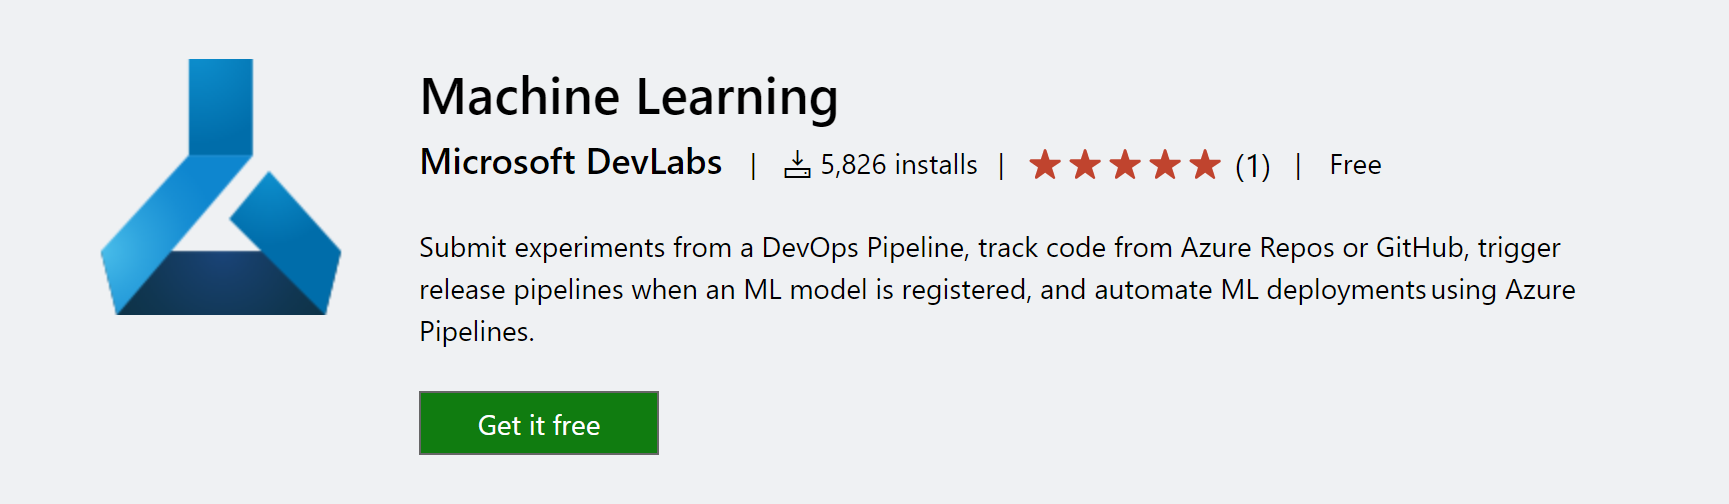 Machine Learning
Microsoft DevLabs | 5,826 installs | (1) | Free
Submit experiments from a DevOps Pipeline, track code from Azure Repos or GitHub, trigger
release pipelines when an ML model is registered, and automate ML deployments using Azure
Pipelines.
Get it free